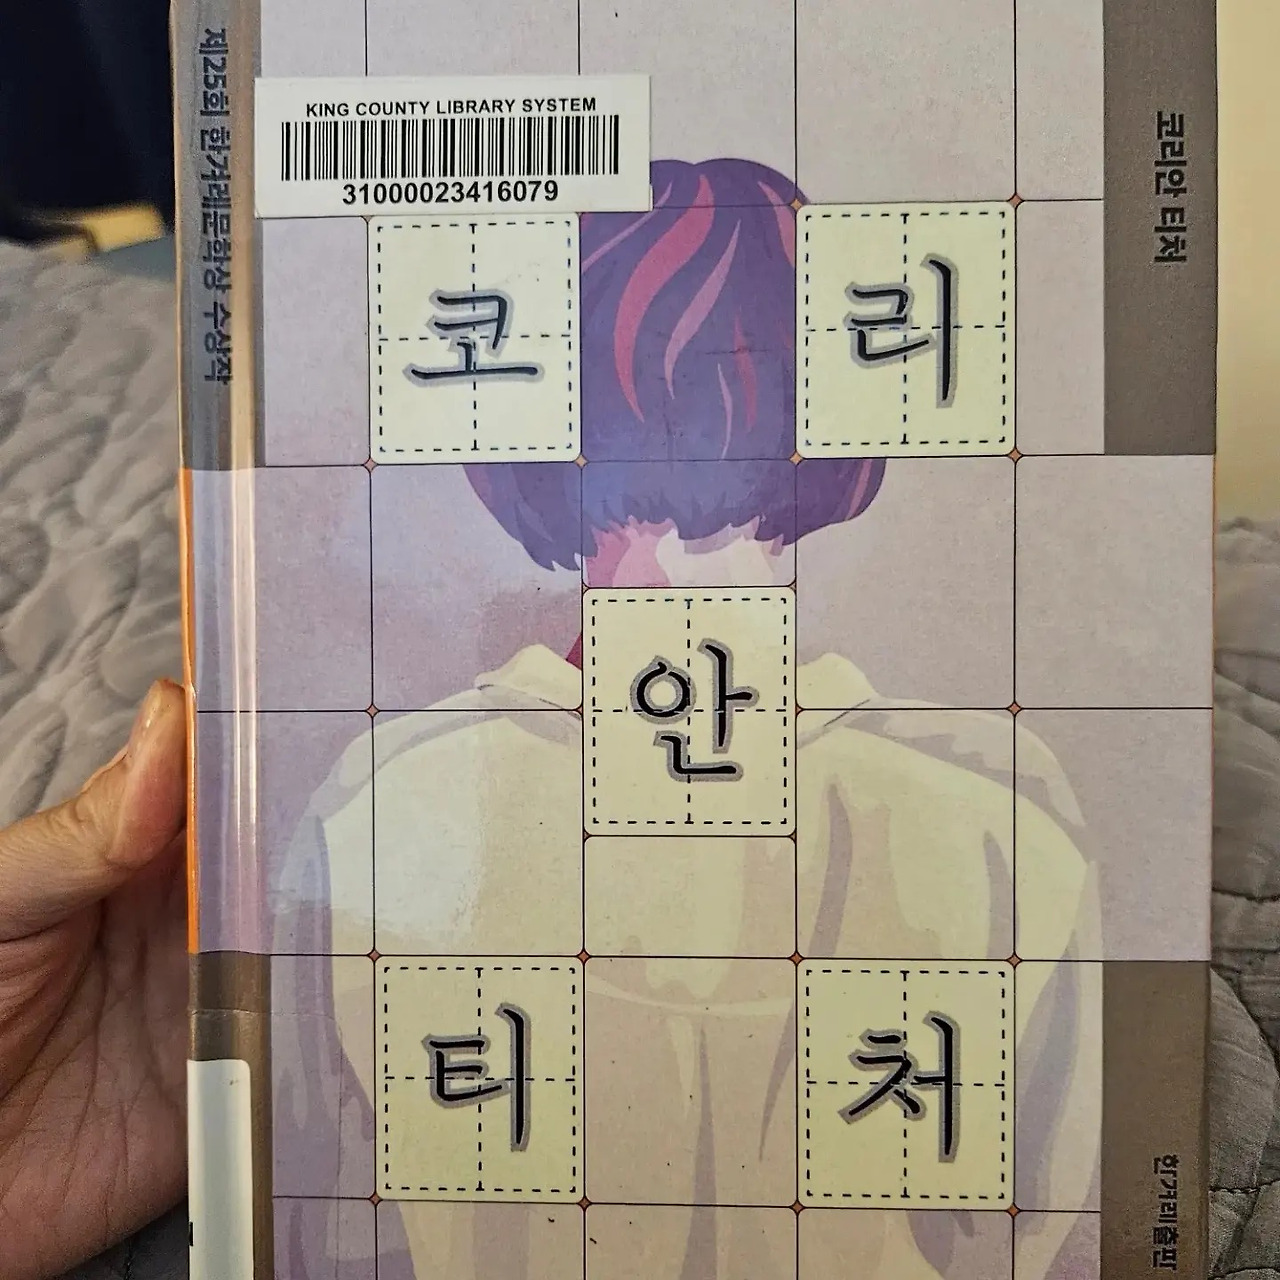 제25회 한겨레문학상 수상작
KING COUNTY LIBRARY SYSTEM
31000023416079
코리안 티처
코 리
안
티 처
한겨레출판